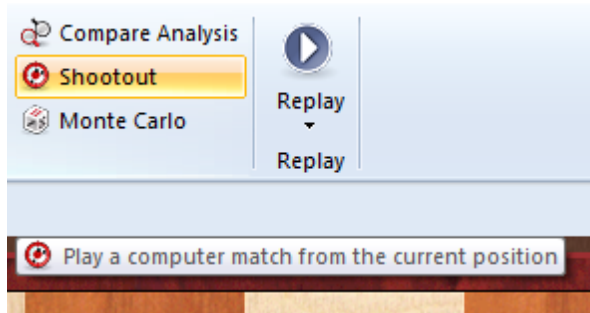 Compare Analysis
Shootout
Monte Carlo
Replay
Replay
Play a computer match from the current position